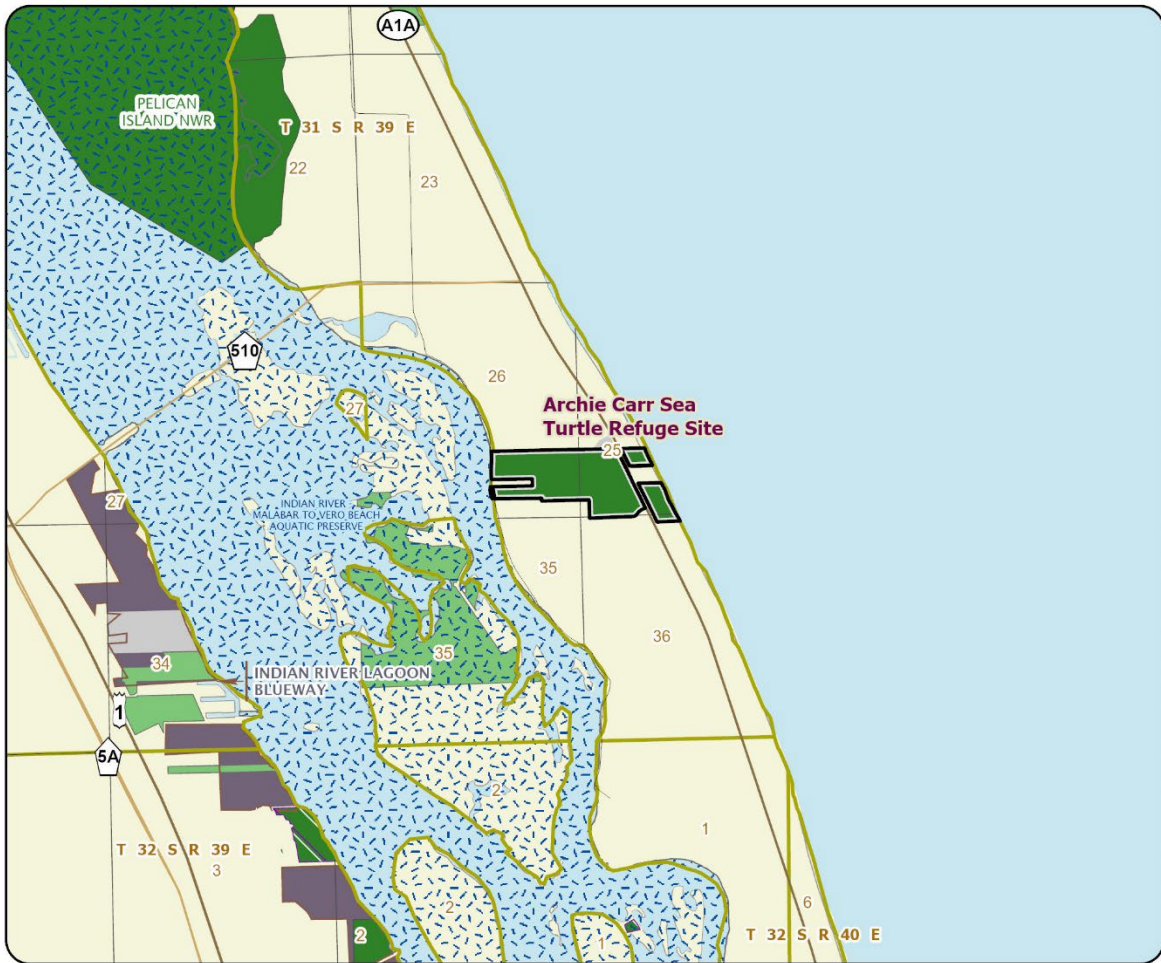 A1A
PELICAN
ISLAND NWR
T 31 S R 39 E
22
23
510
26
27
Archie Carr Sea
Turtle Refuge Site
25
27
INDIAN RIVER
MALABAR TO VERO BEACH
AQUATIC PRESERVE
35
36
34
35
INDIAN RIVER LAGOON
BLUEWAY
1
5A
2
1
T 32 S R 39 E
3
2
2
1
6
T 32 S R 40 E